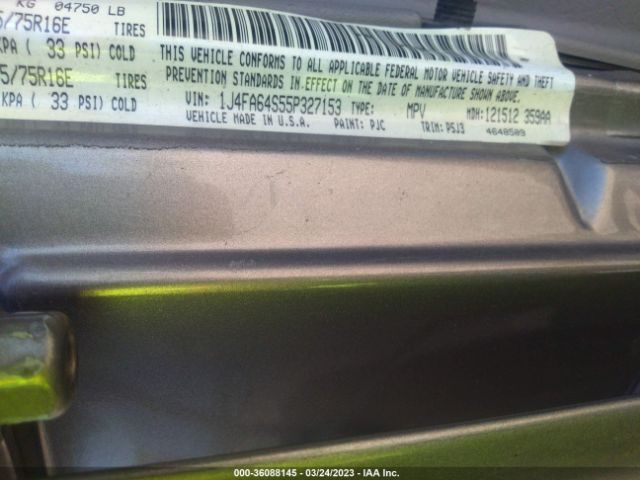 KG 04750 LB
5/75R16E TIRES
KPA ( 33 PSI) COLD
5/75R16E TIRES
KPA ( 33 PSI) COLD
THIS VEHICLE CONFORMS TO ALL APPLICABLE FEDERAL MOTOR VEHICLE SAFETY AND THEFT
PREVENTION STANDARDS IN EFFECT ON THE DATE OF MANUFACTURE SHOWN ABOVE.
VIN: 1J4FA64S55P327153 TYPE: MPV MDH: 121512 359AA
VEHICLE MADE IN U.S.A. PAINT: PJC TRIM: P5J3 4648509
000-36088145 - 03/24/2023 - IAA Inc.